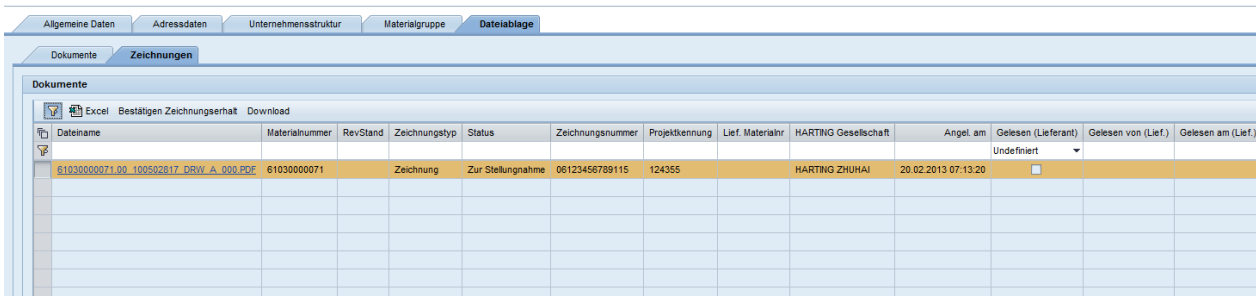 Allgemeine Daten Adressdaten Unternehmensstruktur Materialgruppe Dateiablage
Dokumente Zeichnungen
Dokumente
Excel Bestätigen Zeichnungserhalt Download
Dateiname Materialnummer RevStand Zeichnungstyp Status Zeichnungsnummer Projektkennung Lief. Materialnr HARTING Gesellschaft Angel. am Gelesen (Lieferant) Gelesen von (Lief.) Gelesen am (Lief.)
Undefiniert
61030000071.00_100502817_DRW_A_000.PDF 61030000071 Zeichnung Zur Stellungnahme 06123456789115 124355 HARTING ZHUHAI 20.02.2013 07:13:20